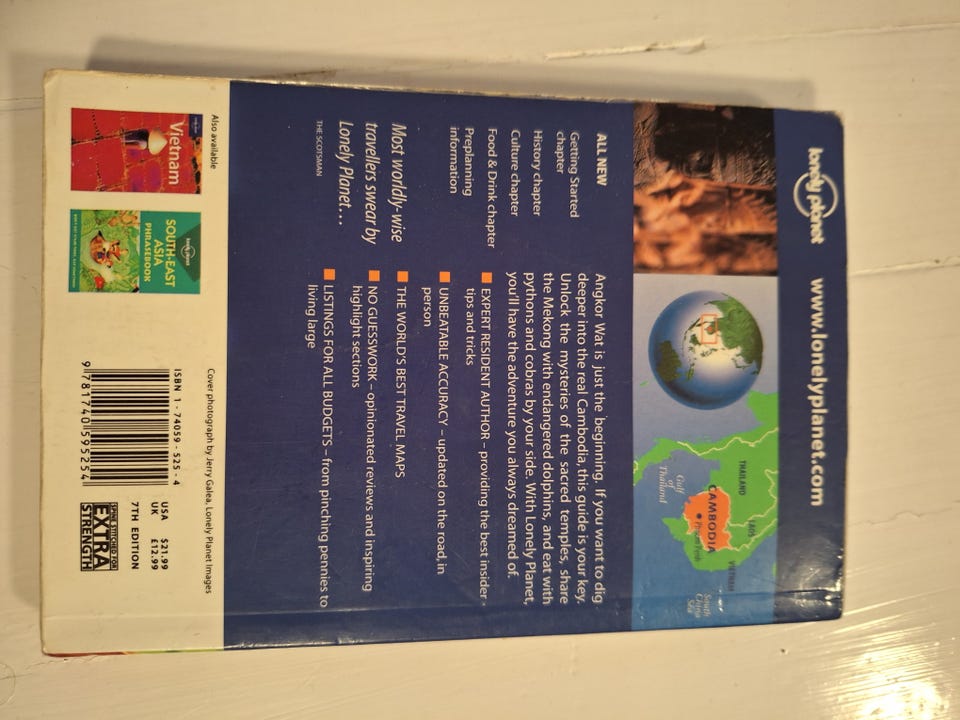 lonely planet
www.lonelyplanet.com
THAILAND
LAOS
CAMBODIA
Phnom Penh
VIETNAM
Gulf
of
Thailand
South
China
Sea
ALL NEW
Getting Started
chapter
History chapter
Culture chapter
Food & Drink chapter
Preplanning
information
Most worldly-wise
travellers swear by
Lonely Planet...
THE SCOTSMAN
Angkor Wat is just the beginning. If you want to dig
deeper into the real Cambodia, this guide is your key.
Unlock the mysteries of the sacred temples, share
the Mekong with endangered dolphins, and eat with
pythons and cobras by your side. With Lonely Planet,
you'll have the adventure you always dreamed of.
EXPERT RESIDENT AUTHOR – providing the best insider
tips and tricks
UNBEATABLE ACCURACY – updated on the road, in
person
THE WORLD'S BEST TRAVEL MAPS
NO GUESSWORK – opinionated reviews and inspiring
highlight sections
LISTINGS FOR ALL BUDGETS – from pinching pennies to
living large
Also available
Vietnam
lonely planet
SOUTH-EAST
ASIA
PHRASEBOOK
Cover photograph by Jerry Galea, Lonely Planet Images
ISBN 1 - 74059 - 525 - 4
9 781740 595254
USA $21.99
UK £12.99
7TH EDITION
SPINE STITCHED FOR
EXTRA
STRENGTH